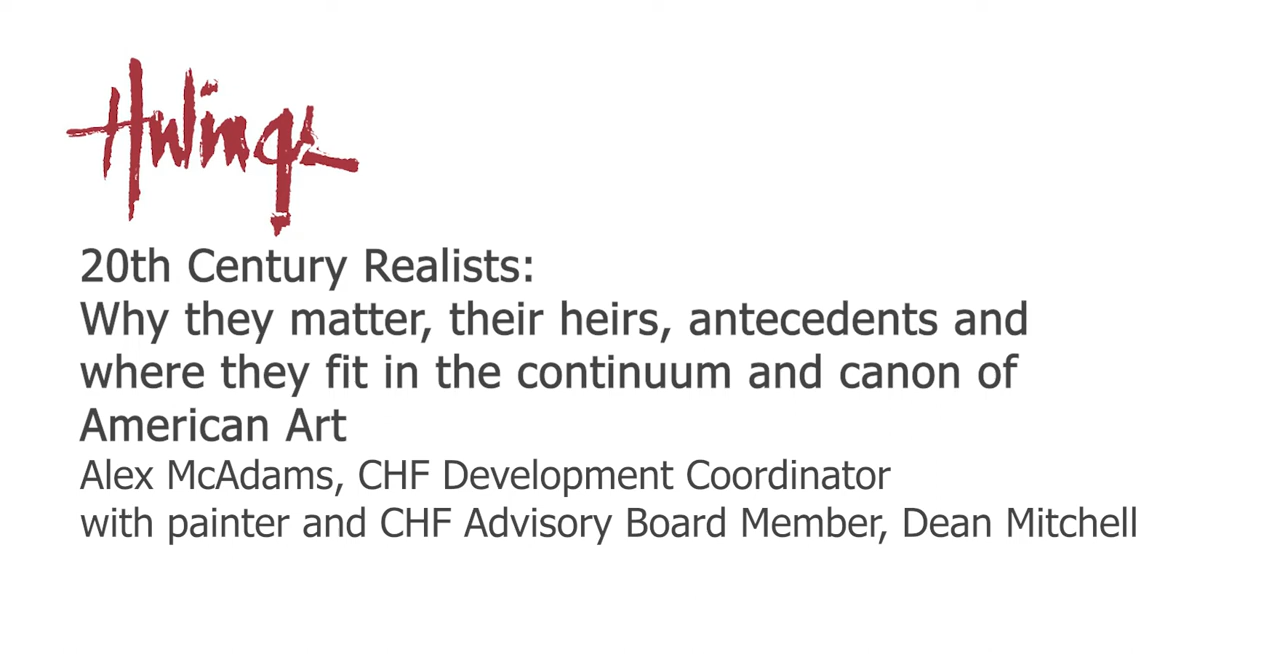 Hwings
20th Century Realists:
Why they matter, their heirs, antecedents and
where they fit in the continuum and canon of
American Art
Alex McAdams, CHF Development Coordinator
with painter and CHF Advisory Board Member, Dean Mitchell